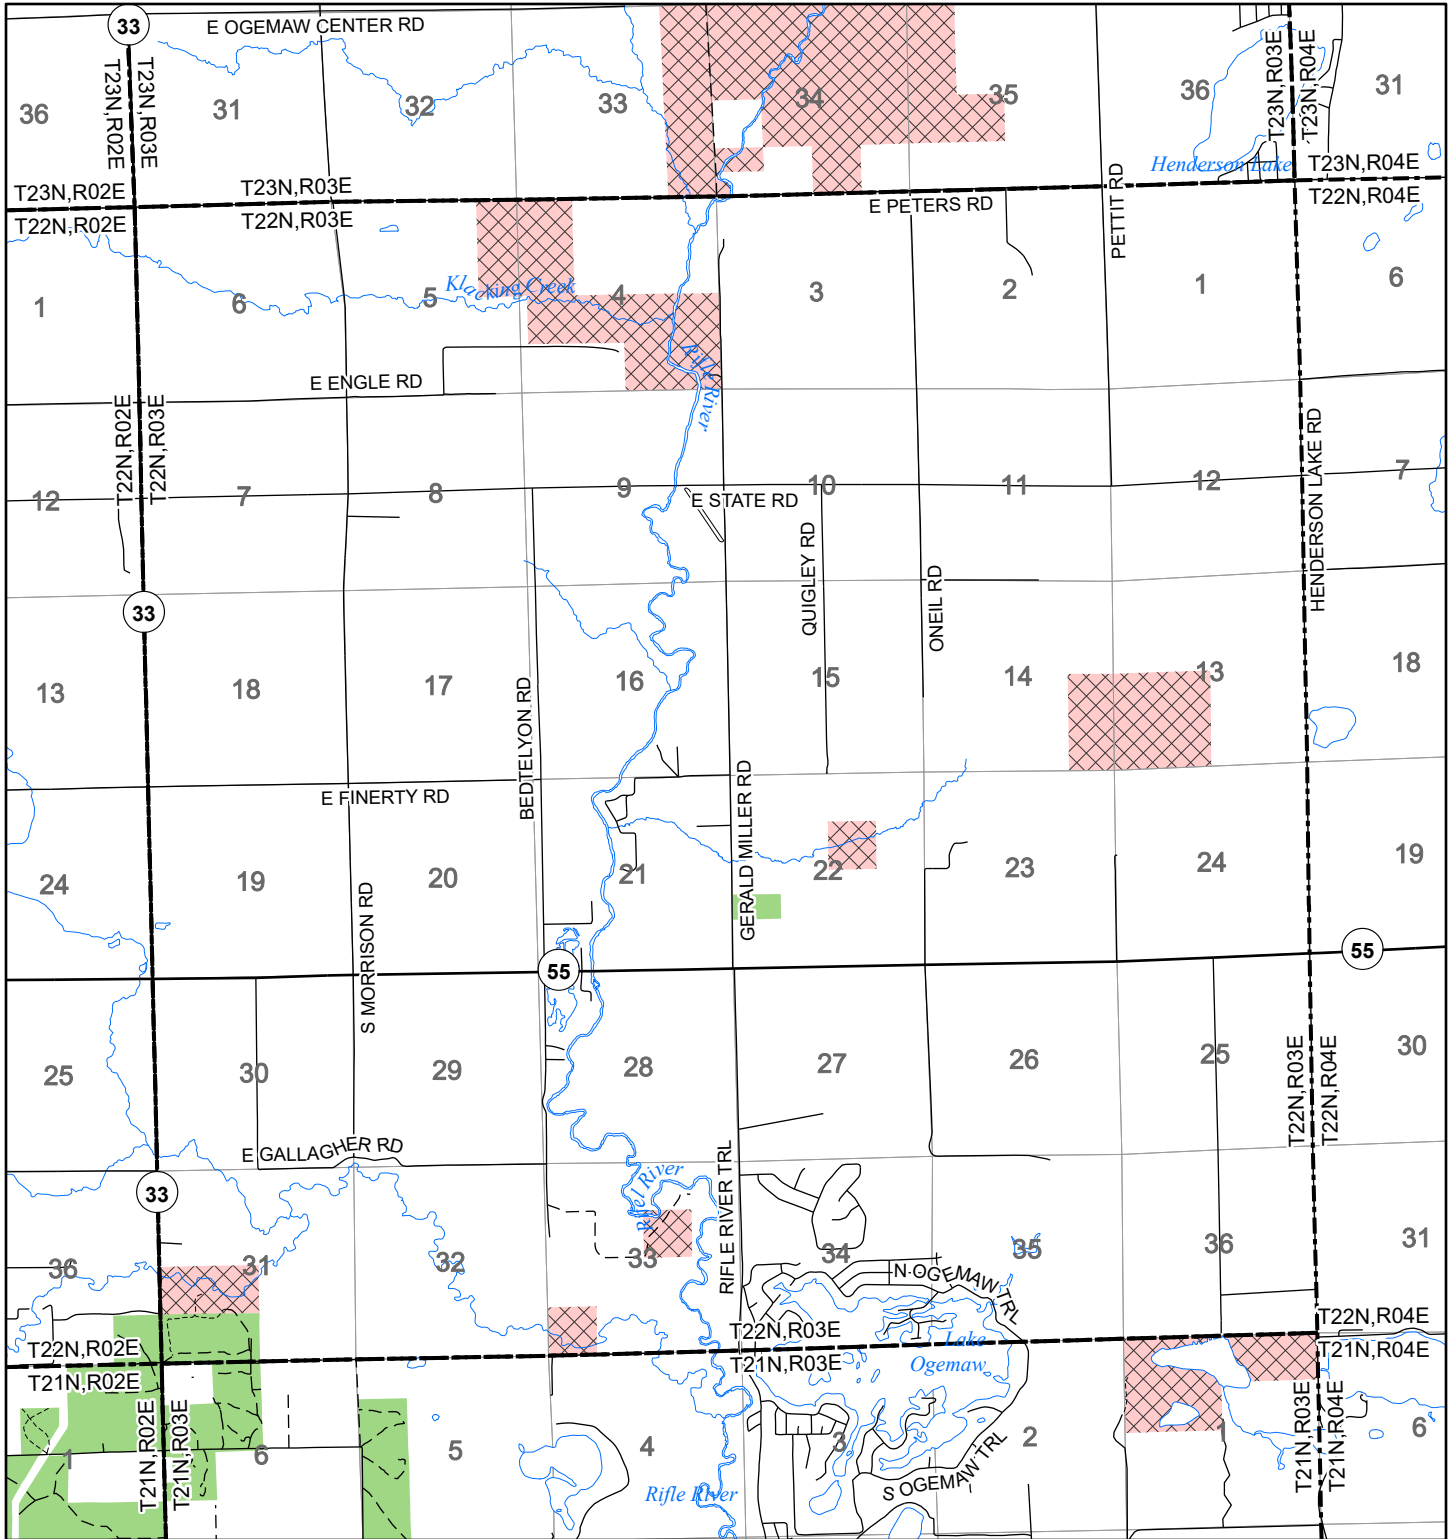 33
E OGEMAW CENTER RD
T23N,R02E
T23N,R03E
T23N,R03E
T23N,R04E
36
31
32
33
34
35
36
31
Henderson Lake
T23N,R02E
T23N,R03E
T23N,R04E
T22N,R02E
T22N,R03E
T22N,R04E
E PETERS RD
PETTIT RD
1
6
5
Klacking Creek
4
3
2
1
6
Rifle River
E ENGLE RD
T22N,R02E
T22N,R03E
HENDERSON LAKE RD
12
7
8
9
E STATE RD
10
11
12
7
QUIGLEY RD
ONEIL RD
33
13
18
17
BEDTELYON RD
16
15
14
13
18
E FINERTY RD
GERALD MILLER RD
24
19
20
21
22
23
24
19
S MORRISON RD
55
55
25
30
29
28
27
26
25
30
T22N,R03E
T22N,R04E
E GALLAGHER RD
33
RIFLE RIVER TRL
36
31
32
33
34
35
36
31
N OGEMAW TRL
T22N,R02E
T22N,R03E
T22N,R04E
Lake
Ogemaw
T21N,R02E
T21N,R03E
T21N,R04E
T21N,R02E
T21N,R03E
T21N,R03E
T21N,R04E
1
6
5
4
3
2
1
6
S OGEMAW TRL
Rifle River